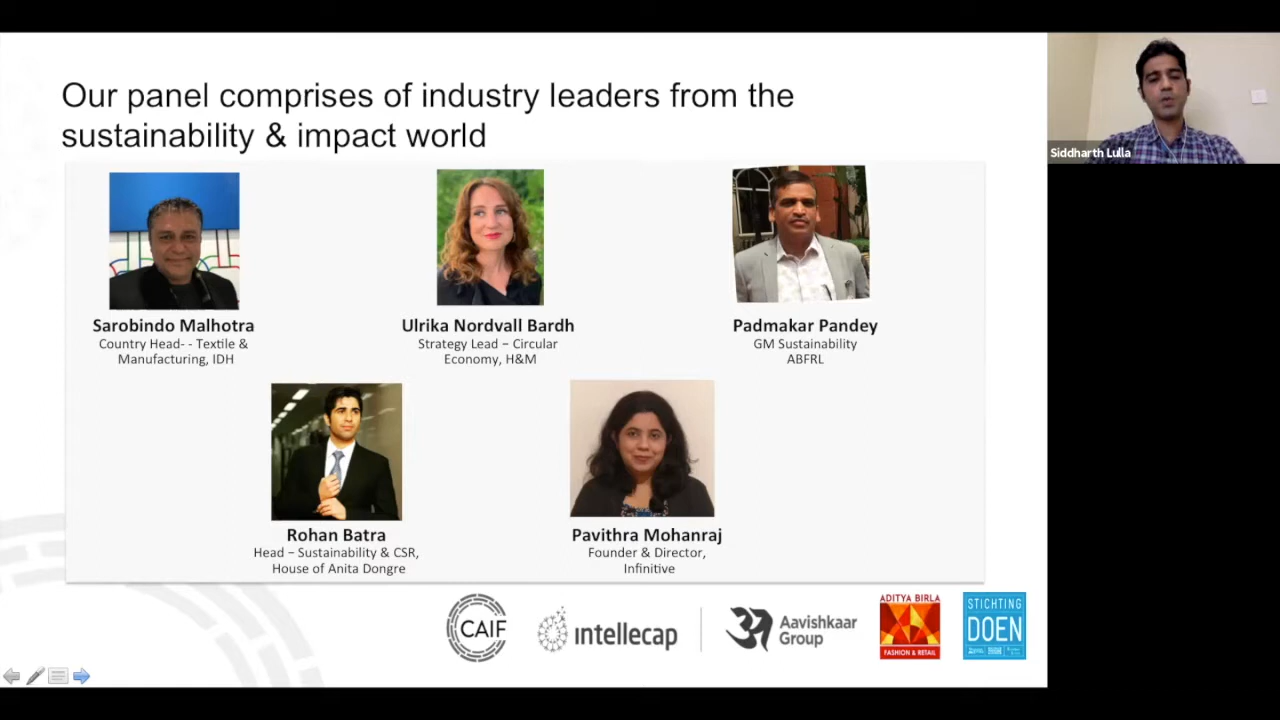 Our panel comprises of industry leaders from the
sustainability & impact world
Siddharth Lulla
Sarobindo Malhotra
Country Head- - Textile &
Manufacturing, IDH
Ulrika Nordvall Bardh
Strategy Lead – Circular
Economy, H&M
Padmakar Pandey
GM Sustainability
ABFRL
Rohan Batra
Head – Sustainability & CSR,
House of Anita Dongre
Pavithra Mohanraj
Founder & Director,
Infinitive
CAIF
intellecap
Aavishkaar
Group
ADITYA BIRLA
FASHION & RETAIL
STICHTING
DOEN